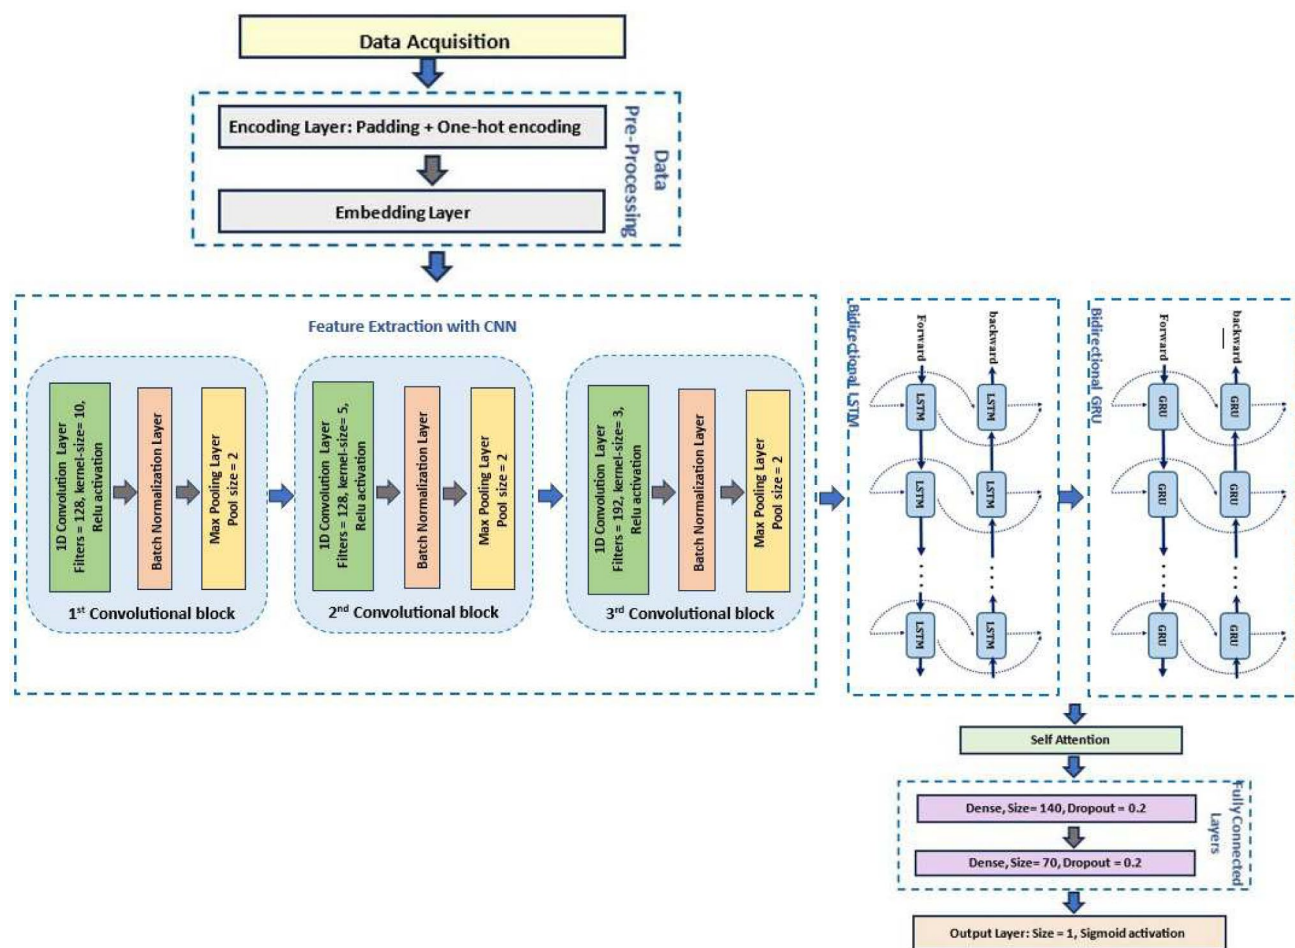 Data Acquisition
Encoding Layer: Padding + One-hot encoding
Embedding Layer
Data
Pre-Processing
Feature Extraction with CNN
1D Convolution Layer
Filters = 128, kernel-size= 10,
Relu activation
Batch Normalization Layer
Max Pooling Layer
Pool size = 2
1st Convolutional block
1D Convolution Layer
Filters = 128, kernel-size= 5,
Relu activation
Batch Normalization Layer
Max Pooling Layer
Pool size = 2
2nd Convolutional block
1D Convolution Layer
Filters = 192, kernel-size= 3,
Relu activation
Batch Normalization Layer
Max Pooling Layer
Pool size = 2
3rd Convolutional block
Bidirectional LSTM
Forward
backward
LSTM
LSTM
LSTM
LSTM
LSTM
LSTM
Bidirectional GRU
Forward
backward
GRU
GRU
GRU
GRU
GRU
GRU
Self Attention
Fully Connected
Layers
Dense, Size= 140, Dropout = 0.2
Dense, Size= 70, Dropout = 0.2
Output Layer: Size = 1, Sigmoid activation